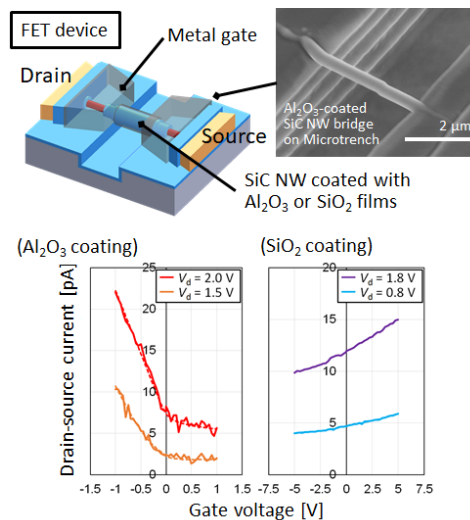 FET device
Metal gate
Drain
Source
Al₂O₃-coated
SiC NW bridge
on Microtrench
2 μm
SiC NW coated with
Al₂O₃ or SiO₂ films
(Al₂O₃ coating)
(SiO₂ coating)
Drain-source current [pA]
25
20
15
10
5
0
-1.5 -1 -0.5 0 0.5 1 1.5
Vd = 2.0 V
Vd = 1.5 V
20
15
10
5
0
-7.5 -5 -2.5 0 2.5 5 7.5
Vd = 1.8 V
Vd = 0.8 V
Gate voltage [V]